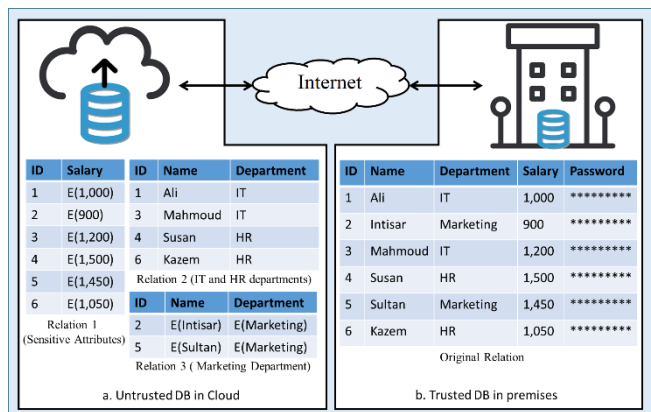 Internet
ID Salary
1 E(1,000)
2 E(900)
3 E(1,200)
4 E(1,500)
5 E(1,450)
6 E(1,050)
Relation 1
(Sensitive Attributes)
ID Name Department
1 Ali IT
3 Mahmoud IT
4 Susan HR
6 Kazem HR
Relation 2 (IT and HR departments)
ID Name Department
2 E(Intisar) E(Marketing)
5 E(Sultan) E(Marketing)
Relation 3 ( Marketing Department)
a. Untrusted DB in Cloud
ID Name Department Salary Password
1 Ali IT 1,000 *********
2 Intisar Marketing 900 *********
3 Mahmoud IT 1,200 *********
4 Susan HR 1,500 *********
5 Sultan Marketing 1,450 *********
6 Kazem HR 1,050 *********
Original Relation
b. Trusted DB in premises